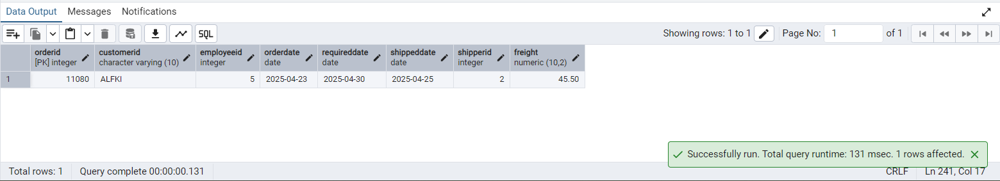 Data Output Messages Notifications
SQL Showing rows: 1 to 1 Page No: 1 of 1
orderid customerid employeeid orderdate requireddate shippeddate shipperid freight
[PK] integer character varying (10) integer date date date integer numeric (10,2)
1 11080 ALFKI 5 2025-04-23 2025-04-30 2025-04-25 2 45.50
Successfully run. Total query runtime: 131 msec. 1 rows affected.
Total rows: 1 Query complete 00:00:00.131 CRLF Ln 241, Col 17